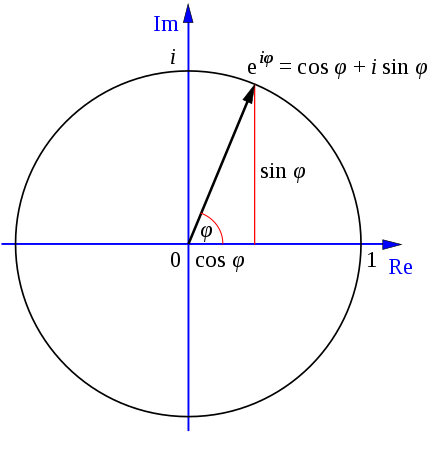 Im
i
e^{iφ} = cos φ + i sin φ
sin φ
φ
0
cos φ
1
Re